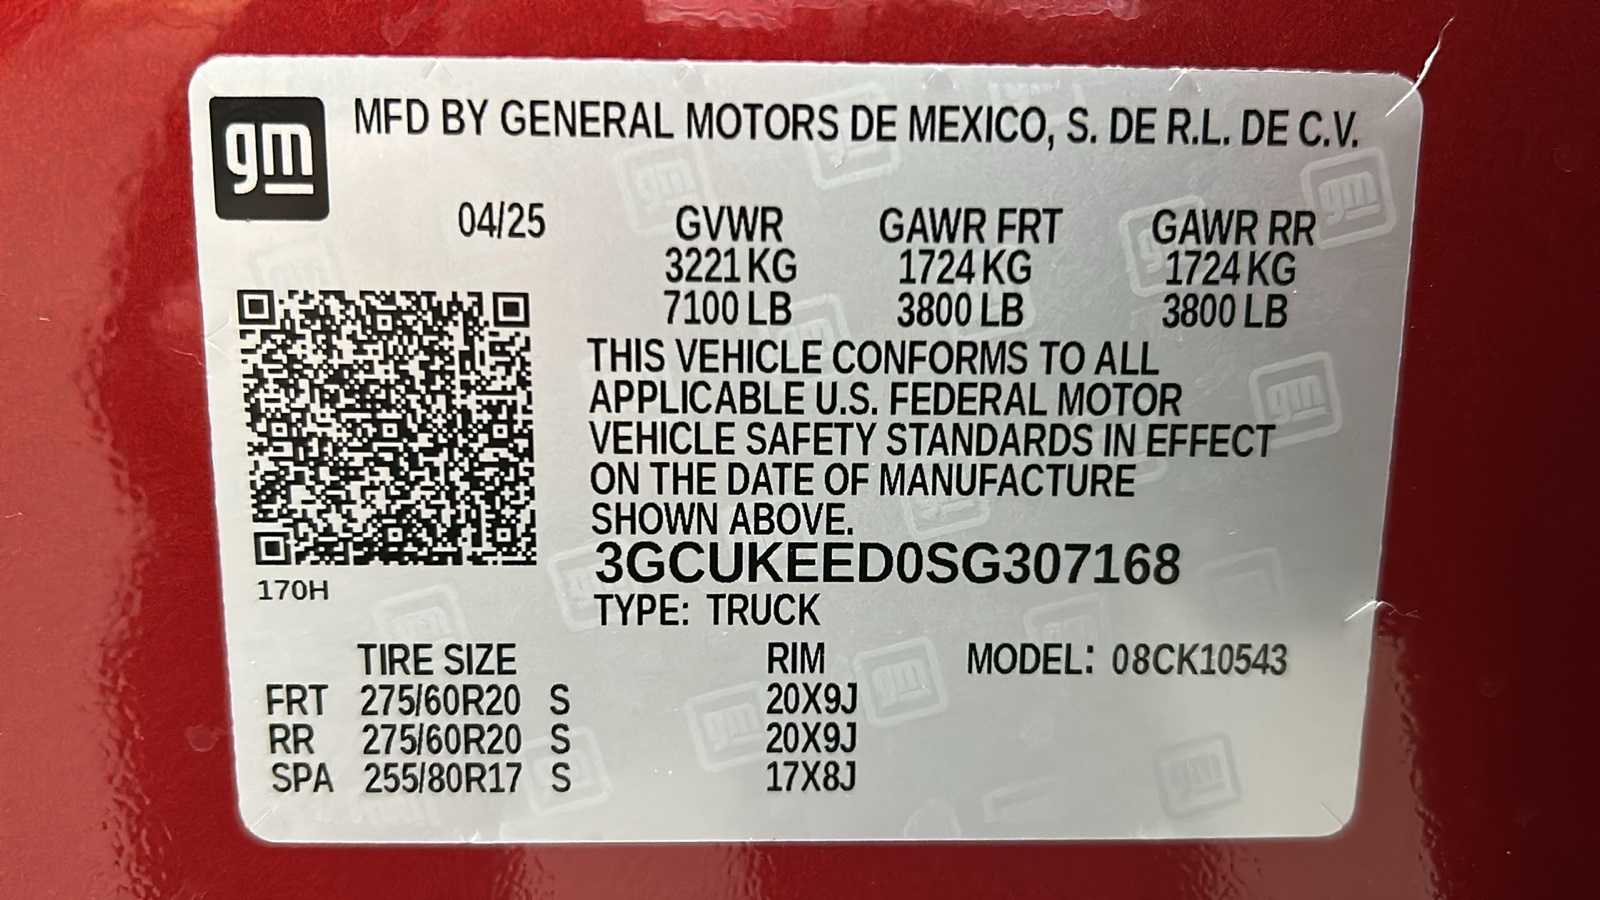 gm MFD BY GENERAL MOTORS DE MEXICO, S. DE R.L. DE C.V.
04/25 GVWR GAWR FRT GAWR RR
3221 KG 1724 KG 1724 KG
7100 LB 3800 LB 3800 LB
THIS VEHICLE CONFORMS TO ALL
APPLICABLE U.S. FEDERAL MOTOR
VEHICLE SAFETY STANDARDS IN EFFECT
ON THE DATE OF MANUFACTURE
SHOWN ABOVE.
3GCUKEED0SG307168
170H
TYPE: TRUCK
TIRE SIZE RIM MODEL: 08CK10543
FRT 275/60R20 S 20X9J
RR 275/60R20 S 20X9J
SPA 255/80R17 S 17X8J